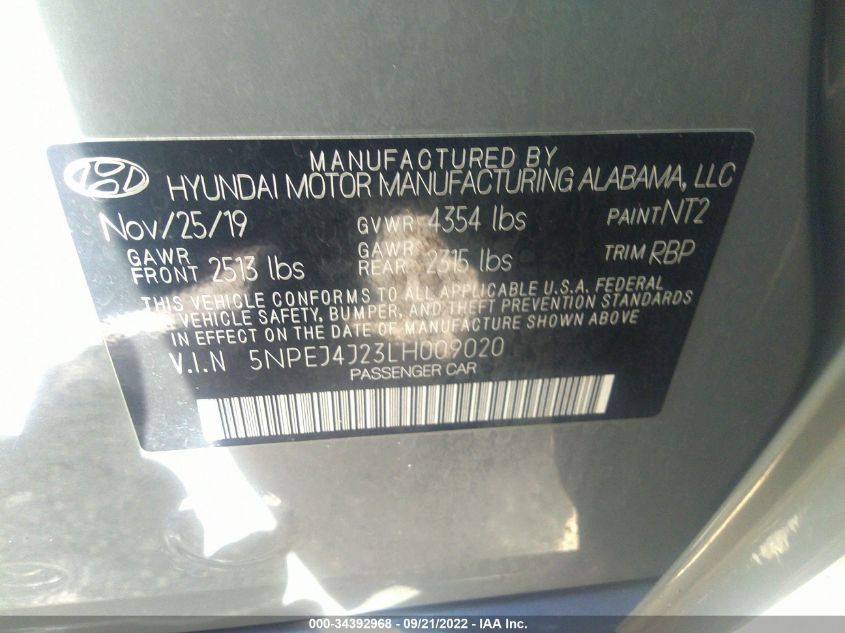 MANUFACTURED BY
HYUNDAI MOTOR MANUFACTURING ALABAMA, LLC
Nov/25/19 GVWR 4354 lbs PAINT NT2
GAWR FRONT 2513 lbs GAWR REAR 2315 lbs TRIM RBP
THIS VEHICLE CONFORMS TO ALL APPLICABLE U.S.A. FEDERAL
VEHICLE SAFETY, BUMPER, AND THEFT PREVENTION STANDARDS
IN EFFECT ON THE DATE OF MANUFACTURE SHOWN ABOVE
V.I.N 5NPEJ4J23LH009020
PASSENGER CAR
000-34392968 - 09/21/2022 - IAA Inc.